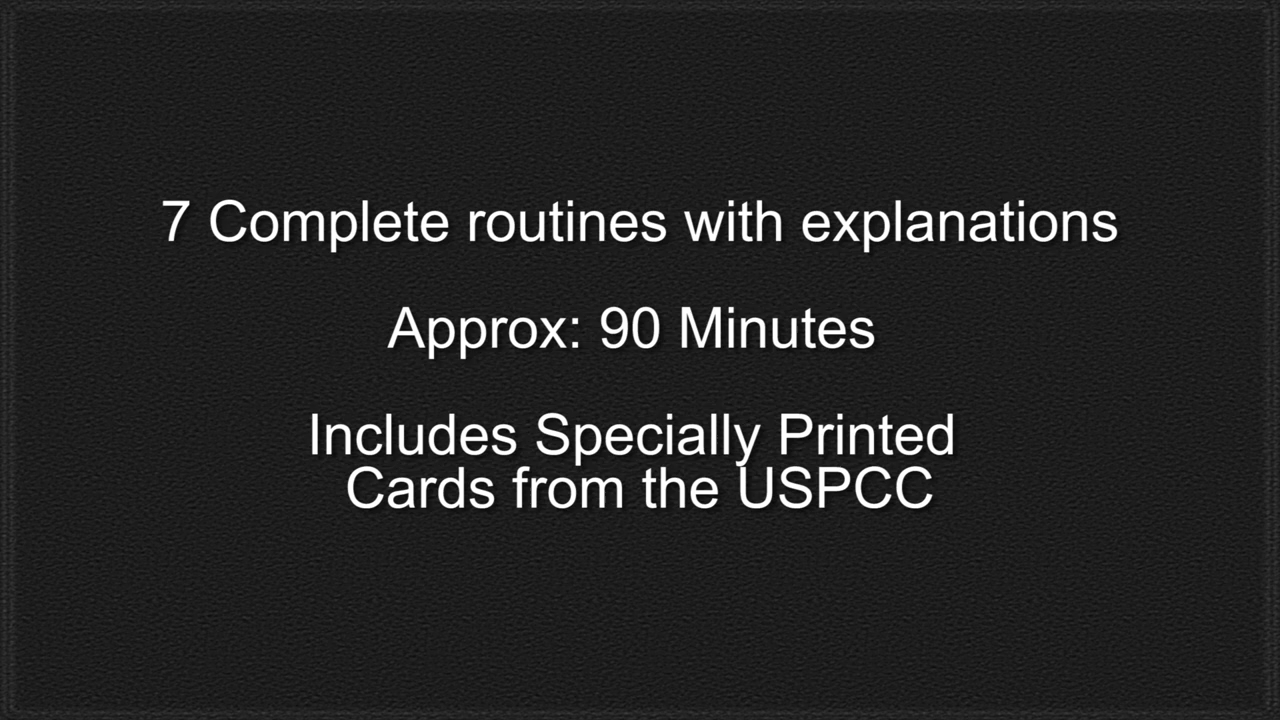 7 Complete routines with explanations
Approx: 90 Minutes
Includes Specially Printed
Cards from the USPCC